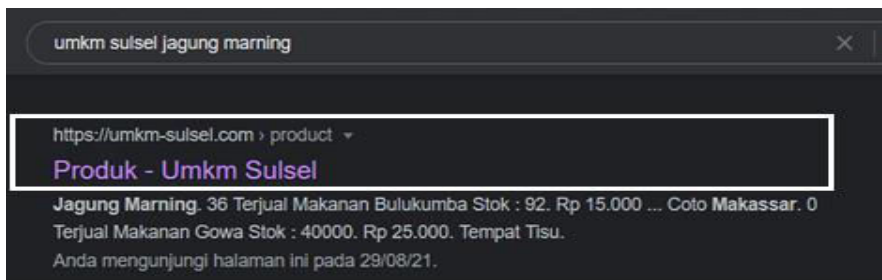 umkm sulsel jagung marning
https://umkm-sulsel.com › product
Produk - Umkm Sulsel
Jagung Marning. 36 Terjual Makanan Bulukumba Stok : 92. Rp 15.000 ... Coto Makassar. 0
Terjual Makanan Gowa Stok : 40000. Rp 25.000. Tempat Tisu.
Anda mengunjungi halaman ini pada 29/08/21.